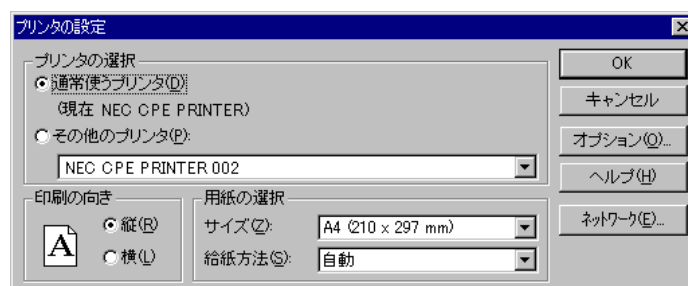 プリンタの設定
プリンタの選択
通常使うプリンタ(D)
(現在 NEC CPE PRINTER)
その他のプリンタ(P):
NEC CPE PRINTER 002
印刷の向き
A
縦(R)
横(L)
用紙の選択
サイズ(Z):
A4 (210 x 297 mm)
給紙方法(S):
自動
OK
キャンセル
オプション(O)...
ヘルプ(H)
ネットワーク(E)...